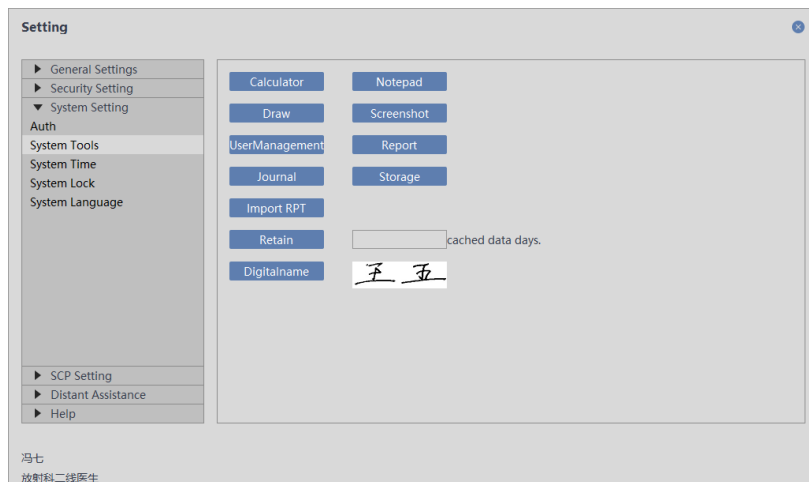 Setting
General Settings
Security Setting
System Setting
Auth
System Tools
System Time
System Lock
System Language
SCP Setting
Distant Assistance
Help
Calculator Notepad
Draw Screenshot
UserManagement Report
Journal Storage
Import RPT
Retain cached data days.
Digitalname 王五
冯七
放射科二线医生